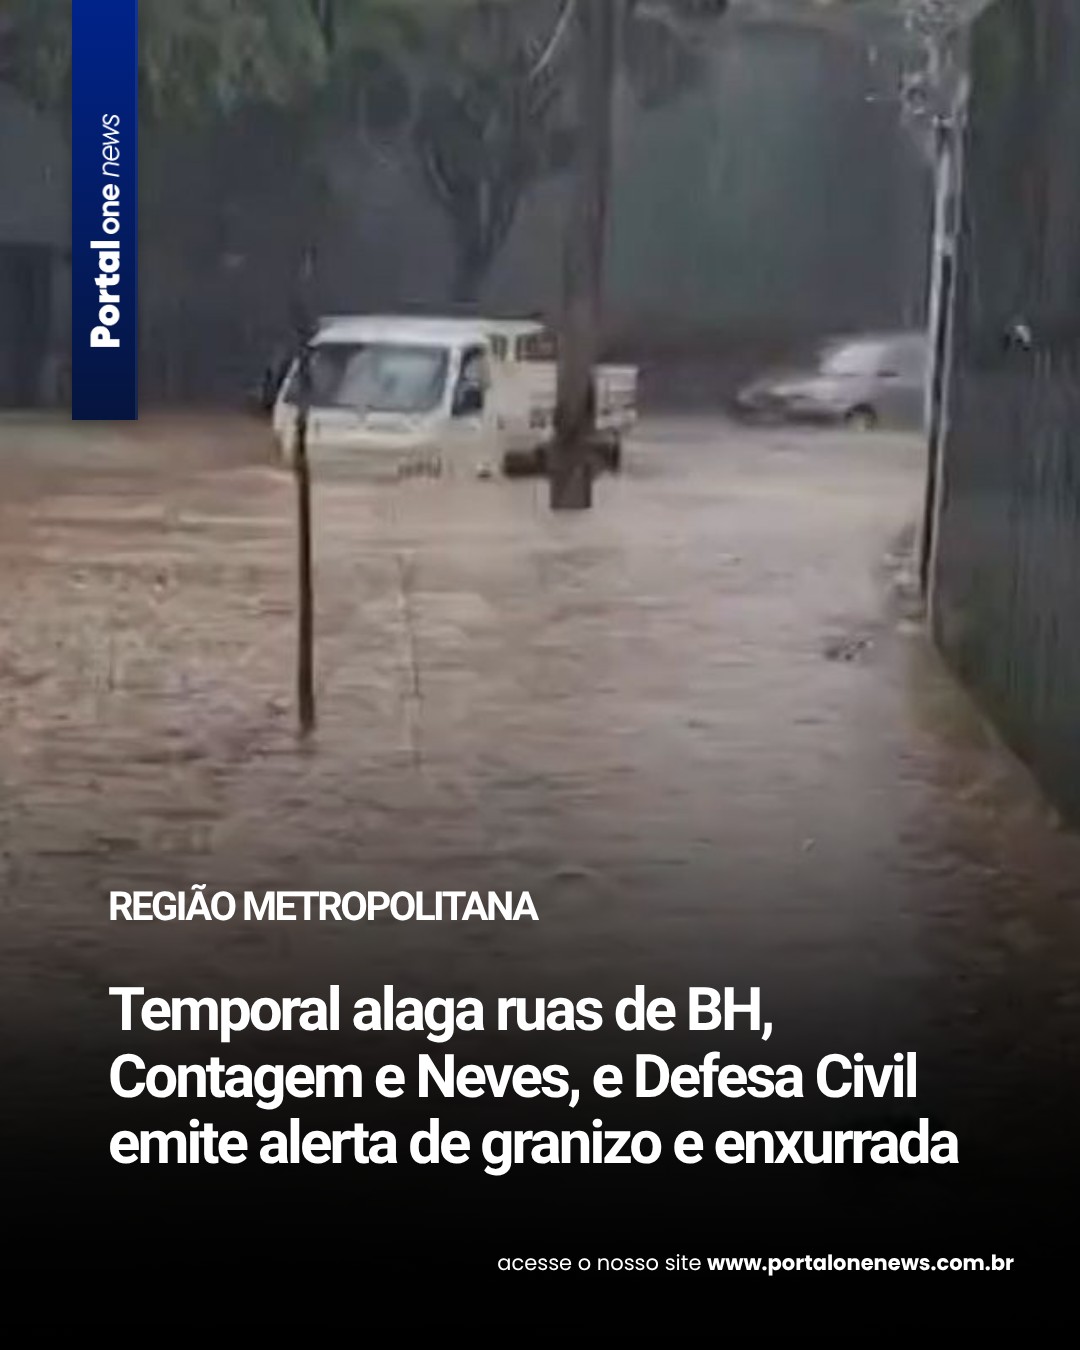 Portal one news
REGIÃO METROPOLITANA
Temporal alaga ruas de BH,
Contagem e Neves, e Defesa Civil
emite alerta de granizo e enxurrada
acesse o nosso site www.portalonenews.com.br